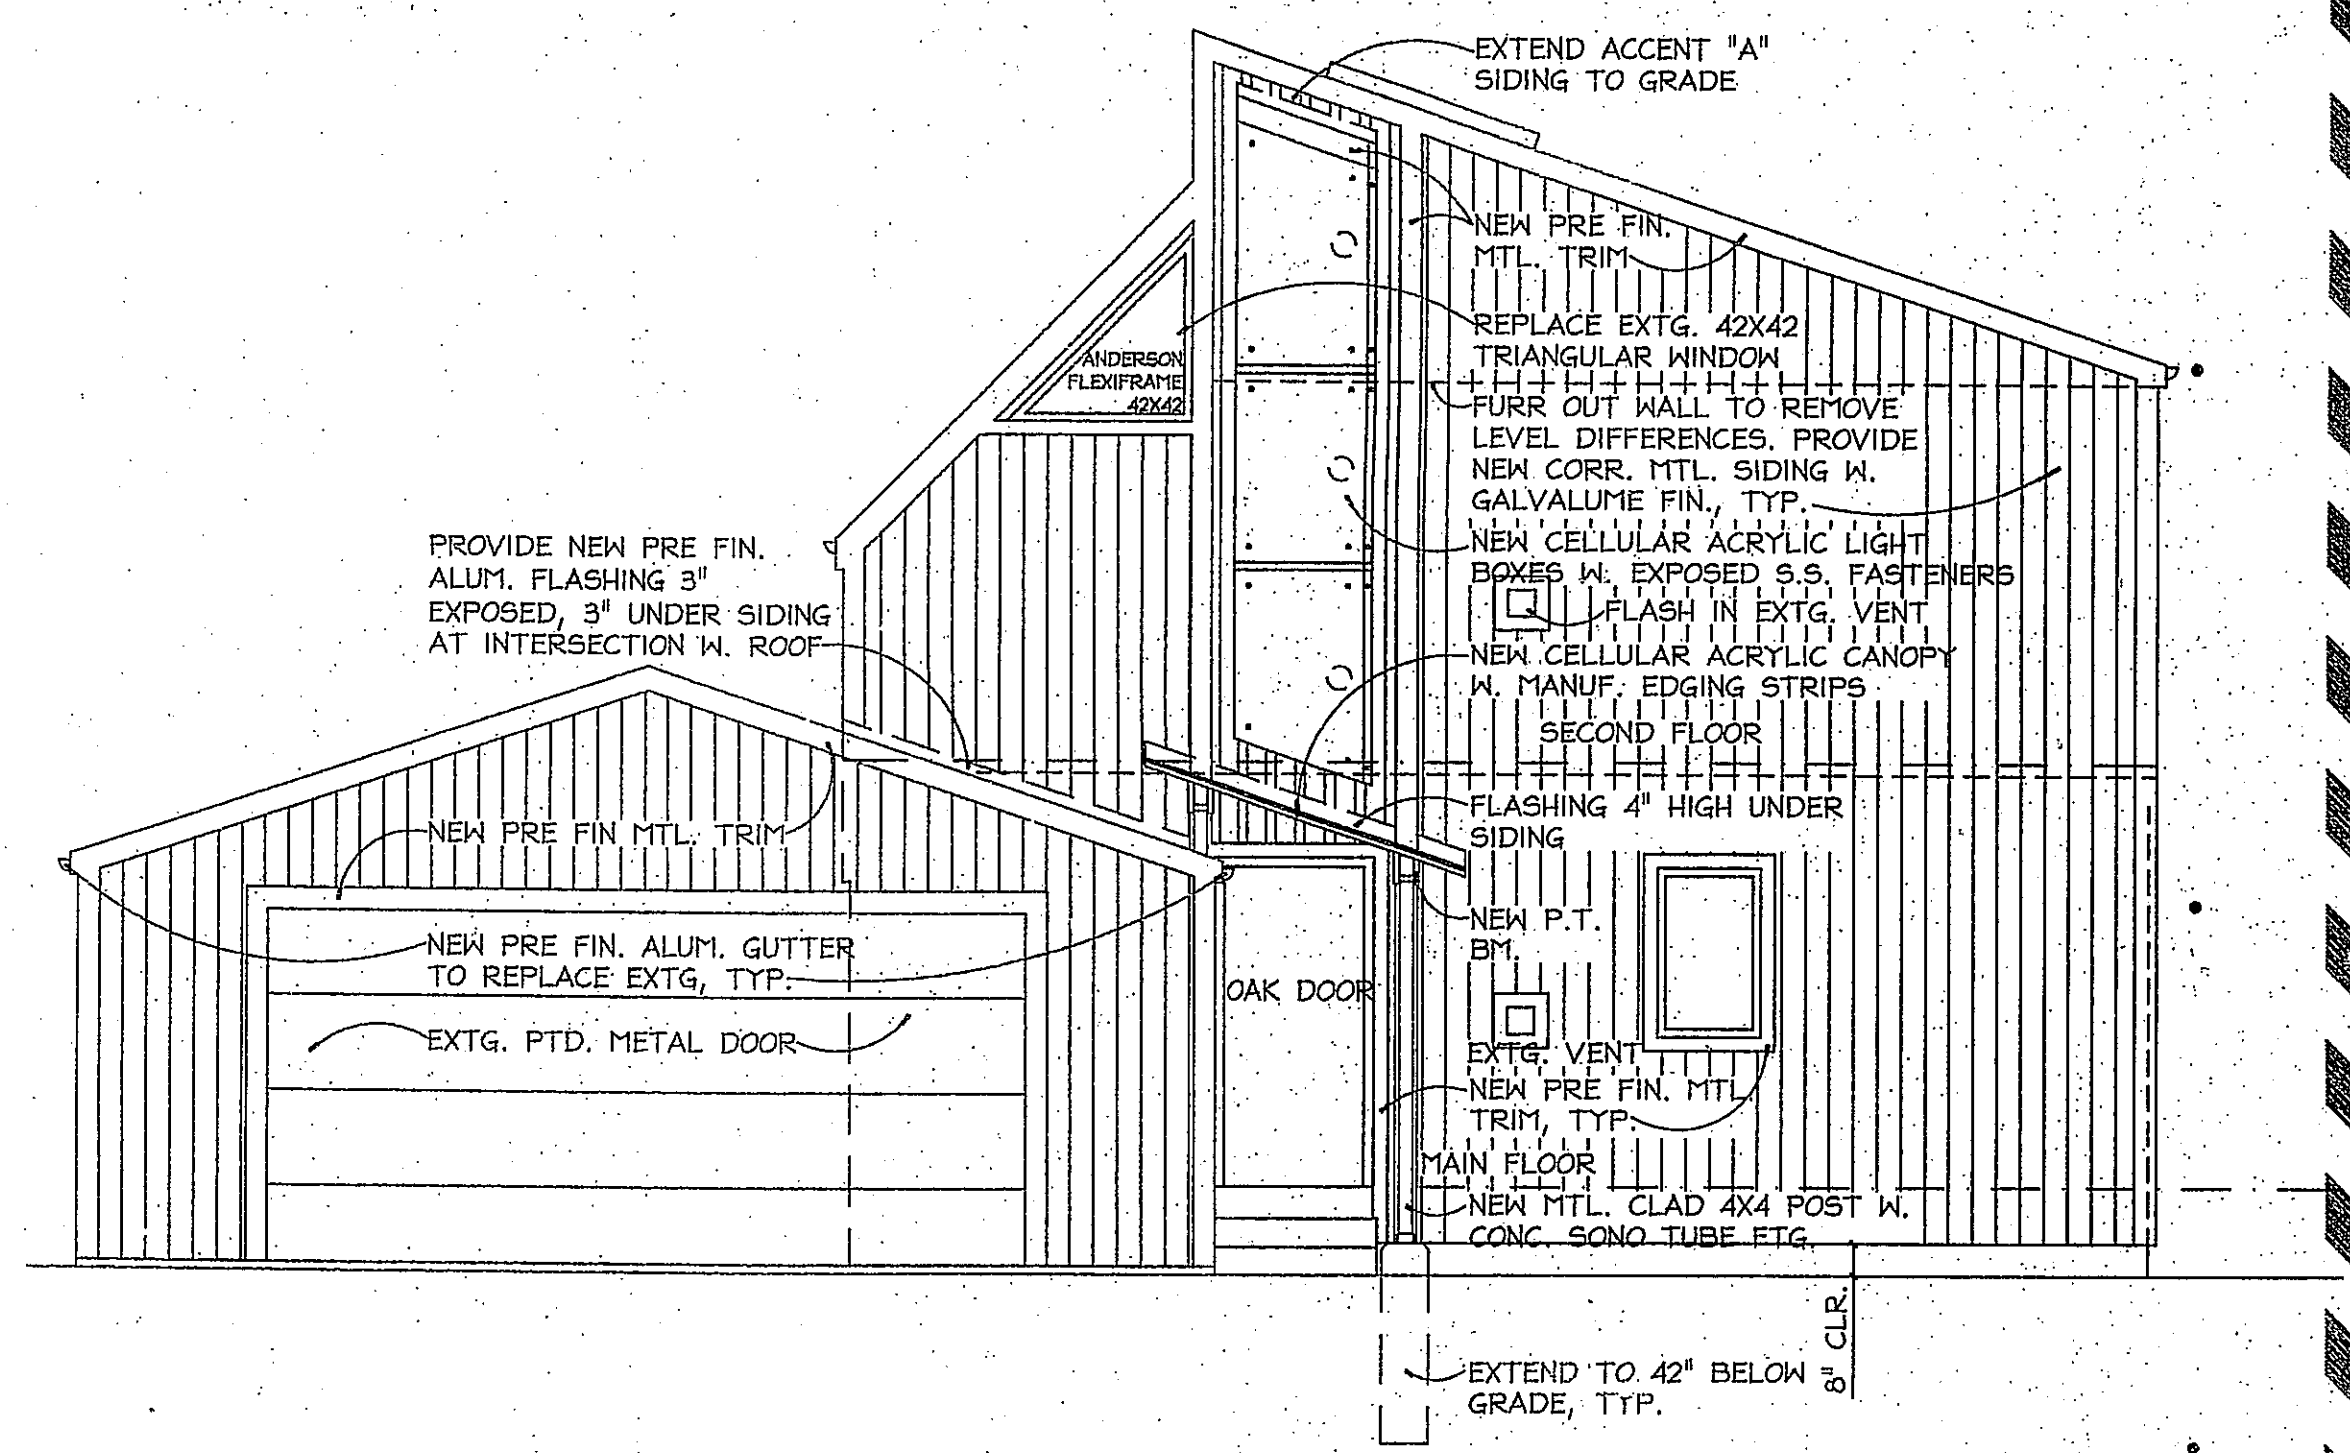 EXTEND ACCENT "A"
SIDING TO GRADE
NEW PRE FIN.
MTL. TRIM
REPLACE EXTG. 42X42
TRIANGULAR WINDOW
ANDERSON
FLEXIFRAME
42X42
FURR OUT WALL TO REMOVE
LEVEL DIFFERENCES. PROVIDE
NEW CORR. MTL. SIDING W.
GALVALUME FIN., TYP.
PROVIDE NEW PRE FIN.
ALUM. FLASHING 3"
EXPOSED, 3" UNDER SIDING
AT INTERSECTION W. ROOF
NEW CELLULAR ACRYLIC LIGHT
BOXES W. EXPOSED S.S. FASTENERS
FLASH IN EXTG. VENT
NEW CELLULAR ACRYLIC CANOPY
W. MANUF. EDGING STRIPS
SECOND FLOOR
FLASHING 4" HIGH UNDER
SIDING
NEW PRE FIN MTL. TRIM
NEW P.T.
BM.
NEW PRE FIN. ALUM. GUTTER
TO REPLACE EXTG, TYP.
OAK DOOR
EXTG. PTD. METAL DOOR
EXTG. VENT
NEW PRE FIN. MTL.
TRIM, TYP.
MAIN FLOOR
NEW MTL. CLAD 4X4 POST W.
CONC. SONO TUBE FTG.
8" CLR.
EXTEND TO 42" BELOW
GRADE, TYP.